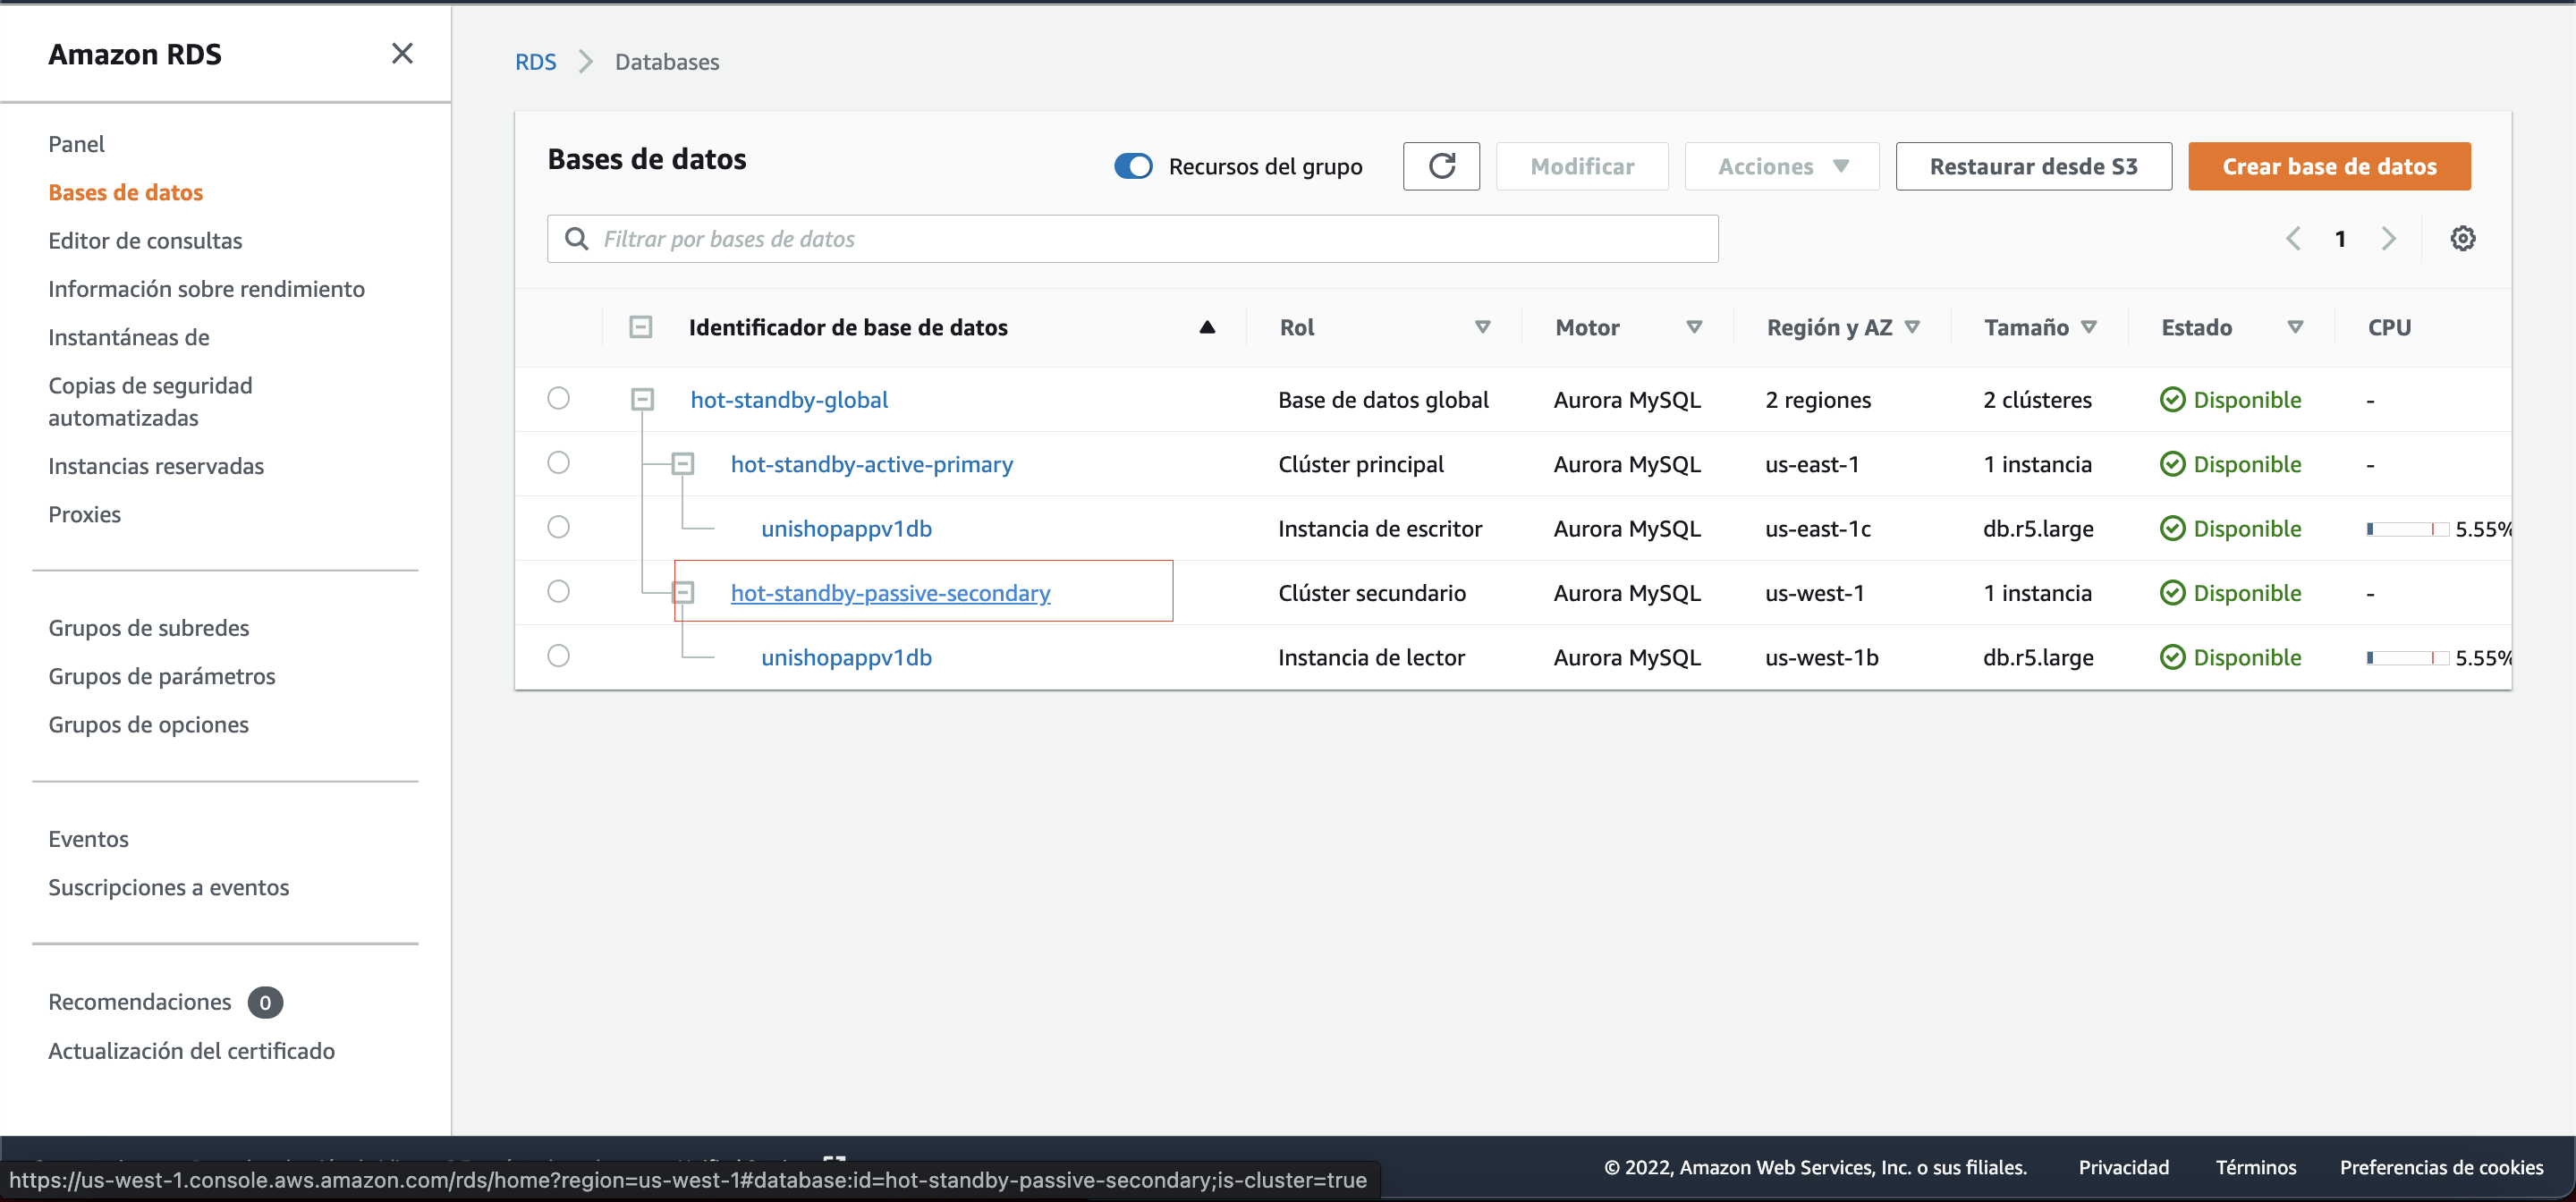 Amazon RDS
Panel
Bases de datos
Editor de consultas
Información sobre rendimiento
Instantáneas de
Copias de seguridad
automatizadas
Instancias reservadas
Proxies
Grupos de subredes
Grupos de parámetros
Grupos de opciones
Eventos
Suscripciones a eventos
Recomendaciones 0
Actualización del certificado
RDS Databases
Bases de datos Recursos del grupo Modificar Acciones Restaurar desde S3 Crear base de datos
Filtrar por bases de datos 1
Identificador de base de datos Rol Motor Región y AZ Tamaño Estado CPU
hot-standby-global Base de datos global Aurora MySQL 2 regiones 2 clústeres Disponible -
hot-standby-active-primary Clúster principal Aurora MySQL us-east-1 1 instancia Disponible -
unishopappv1db Instancia de escritor Aurora MySQL us-east-1c db.r5.large Disponible 5.55%
hot-standby-passive-secondary Clúster secundario Aurora MySQL us-west-1 1 instancia Disponible -
unishopappv1db Instancia de lector Aurora MySQL us-west-1b db.r5.large Disponible 5.55%
© 2022, Amazon Web Services, Inc. o sus filiales. Privacidad Términos Preferencias de cookies
https://us-west-1.console.aws.amazon.com/rds/home?region=us-west-1#database:id=hot-standby-passive-secondary;is-cluster=true